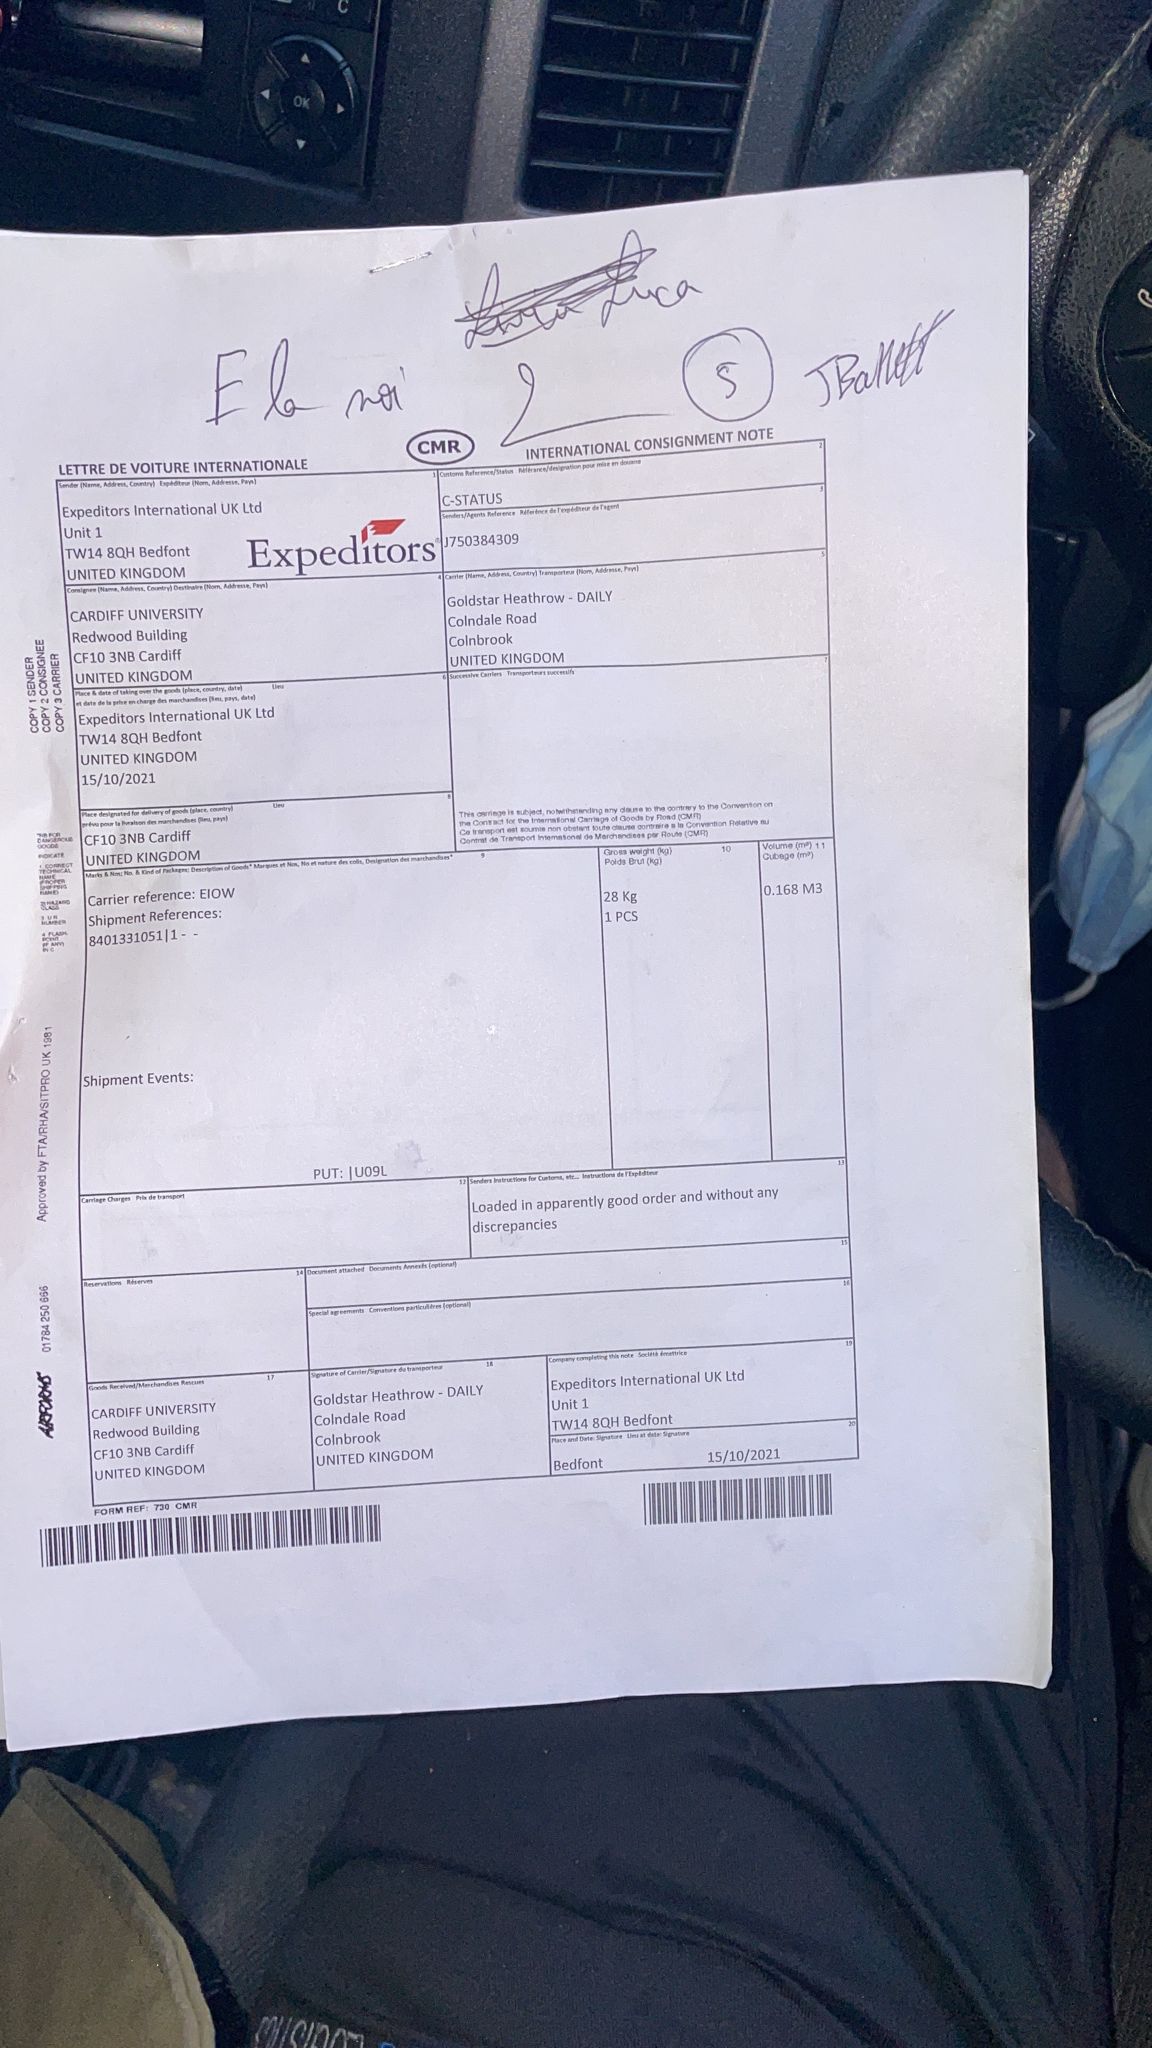 C
OK
Luca
E la noi 2 5 JBallett
CMR
LETTRE DE VOITURE INTERNATIONALE
INTERNATIONAL CONSIGNMENT NOTE
Sender (Name, Address, Country) Expéditeur (Nom, Addresse, Pays) 1
Expeditors International UK Ltd
Unit 1
TW14 8QH Bedfont
UNITED KINGDOM
Expeditors
Customs Reference/Status Référance/designation pour mise en douane 2
C-STATUS
Senders/Agents Reference Référence de l'expéditeur de l'agent 3
J750384309
Consignee (Name, Address, Country) Destinaire (Nom, Addresse, Pays) 4
CARDIFF UNIVERSITY
Redwood Building
CF10 3NB Cardiff
UNITED KINGDOM
Carrier (Name, Address, Country) Transporteur (Nom, Addresse, Pays) 5
Goldstar Heathrow - DAILY
Colndale Road
Colnbrook
UNITED KINGDOM
Place & date of taking over the goods (place, country, date) Lieu 6
et date de la prise en charge des marchandises (lieu, pays, date)
Expeditors International UK Ltd
TW14 8QH Bedfont
UNITED KINGDOM
15/10/2021
Successive Carriers Transporteurs successifs 7
Place designated for delivery of goods (place, country) Lieu 8
prévu pour la livraison des marchandises (lieu, pays)
CF10 3NB Cardiff
UNITED KINGDOM
This carriage is subject, notwithstanding any clause to the contrary to the Convention on
the Contract for the International Carriage of Goods by Road (CMR)
Ce transport est soumis non obstant toute clause contraire a la Convention Relative au
Contrat de Transport International de Merchandises par Route (CMR)
Marks & Nos; No. & Kind of Packages; Description of Goods* Marques et Nos, No et nature des colis, Designation des marchandises* 9
Gross weight (kg) 10
Poids Brut (kg)
Volume (m³) 11
Cubage (m³)
Carrier reference: EIOW
Shipment References:
8401331051|1 - -
28 Kg
1 PCS
0.168 M3
Shipment Events:
PUT: |U09L
Carriage Charges Prix de transport 12
Senders Instructions for Customs, etc... Instructions de l'Expéditeur 13
Loaded in apparently good order and without any
discrepancies
Reservations Réserves 14
Document attached Documents Annexés (optional) 15
Special agreements Conventions particulières (optional) 16
Goods Received/Merchandises Rescues 17
CARDIFF UNIVERSITY
Redwood Building
CF10 3NB Cardiff
UNITED KINGDOM
Signature of Carrier/Signature du transporteur 18
Goldstar Heathrow - DAILY
Colndale Road
Colnbrook
UNITED KINGDOM
Company completing this note Société émettrice 19
Expeditors International UK Ltd
Unit 1
TW14 8QH Bedfont
Place and Date: Signature Lieu et date: Signature 20
Bedfont 15/10/2021
FORM REF: 730 CMR
COPY 1 SENDER
COPY 2 CONSIGNEE
COPY 3 CARRIER
Approved by FTA/RHA/SITPRO UK 1981
01784 250 666
AIRFORMS